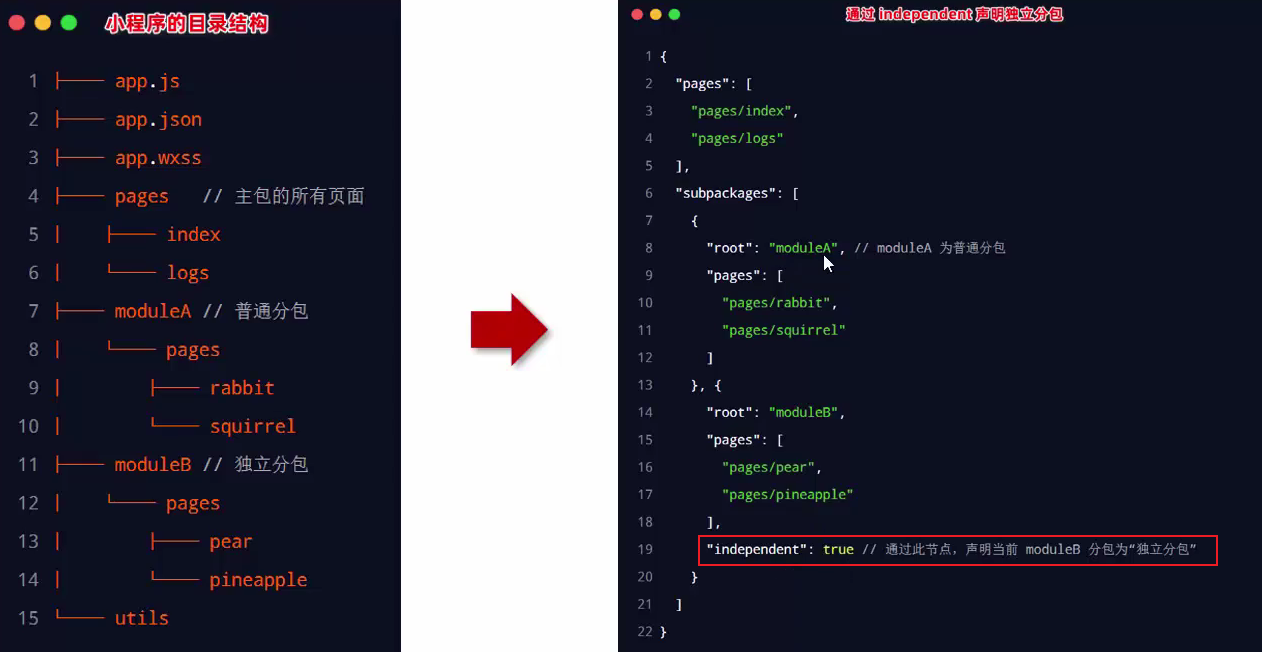 小程序的目录结构
1 ├── app.js
2 ├── app.json
3 ├── app.wxss
4 ├── pages // 主包的所有页面
5 │ ├── index
6 │ └── logs
7 ├── moduleA // 普通分包
8 │ └── pages
9 │ ├── rabbit
10 │ └── squirrel
11 ├── moduleB // 独立分包
12 │ └── pages
13 │ ├── pear
14 │ └── pineapple
15 └── utils
通过 independent 声明独立分包
1 {
2 "pages": [
3 "pages/index",
4 "pages/logs"
5 ],
6 "subpackages": [
7 {
8 "root": "moduleA", // moduleA 为普通分包
9 "pages": [
10 "pages/rabbit",
11 "pages/squirrel"
12 ]
13 }, {
14 "root": "moduleB",
15 "pages": [
16 "pages/pear",
17 "pages/pineapple"
18 ],
19 "independent": true // 通过此节点，声明当前 moduleB 分包为“独立分包”
20 }
21 ]
22 }